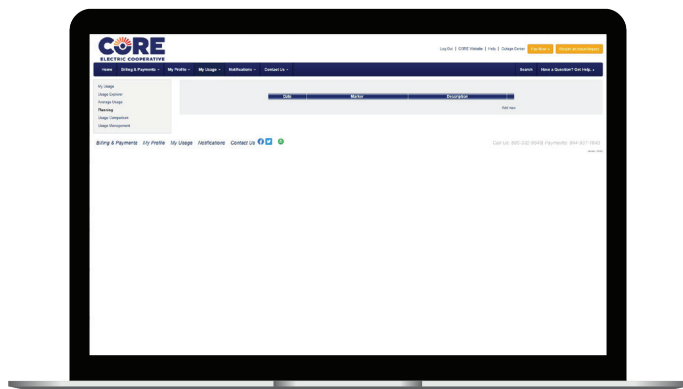 CORE
ELECTRIC COOPERATIVE
Log Out | CORE Website | Help | Outage Center Pay Now
Home Billing & Payments My Profile My Usage Notifications Contact Us Search Have a Question? Get Help.
My Usage
Usage Explorer
Average Usage
Planning
Usage Comparison
Usage Management
Date Marker Description
Add new
Billing & Payments My Profile My Usage Notifications Contact Us